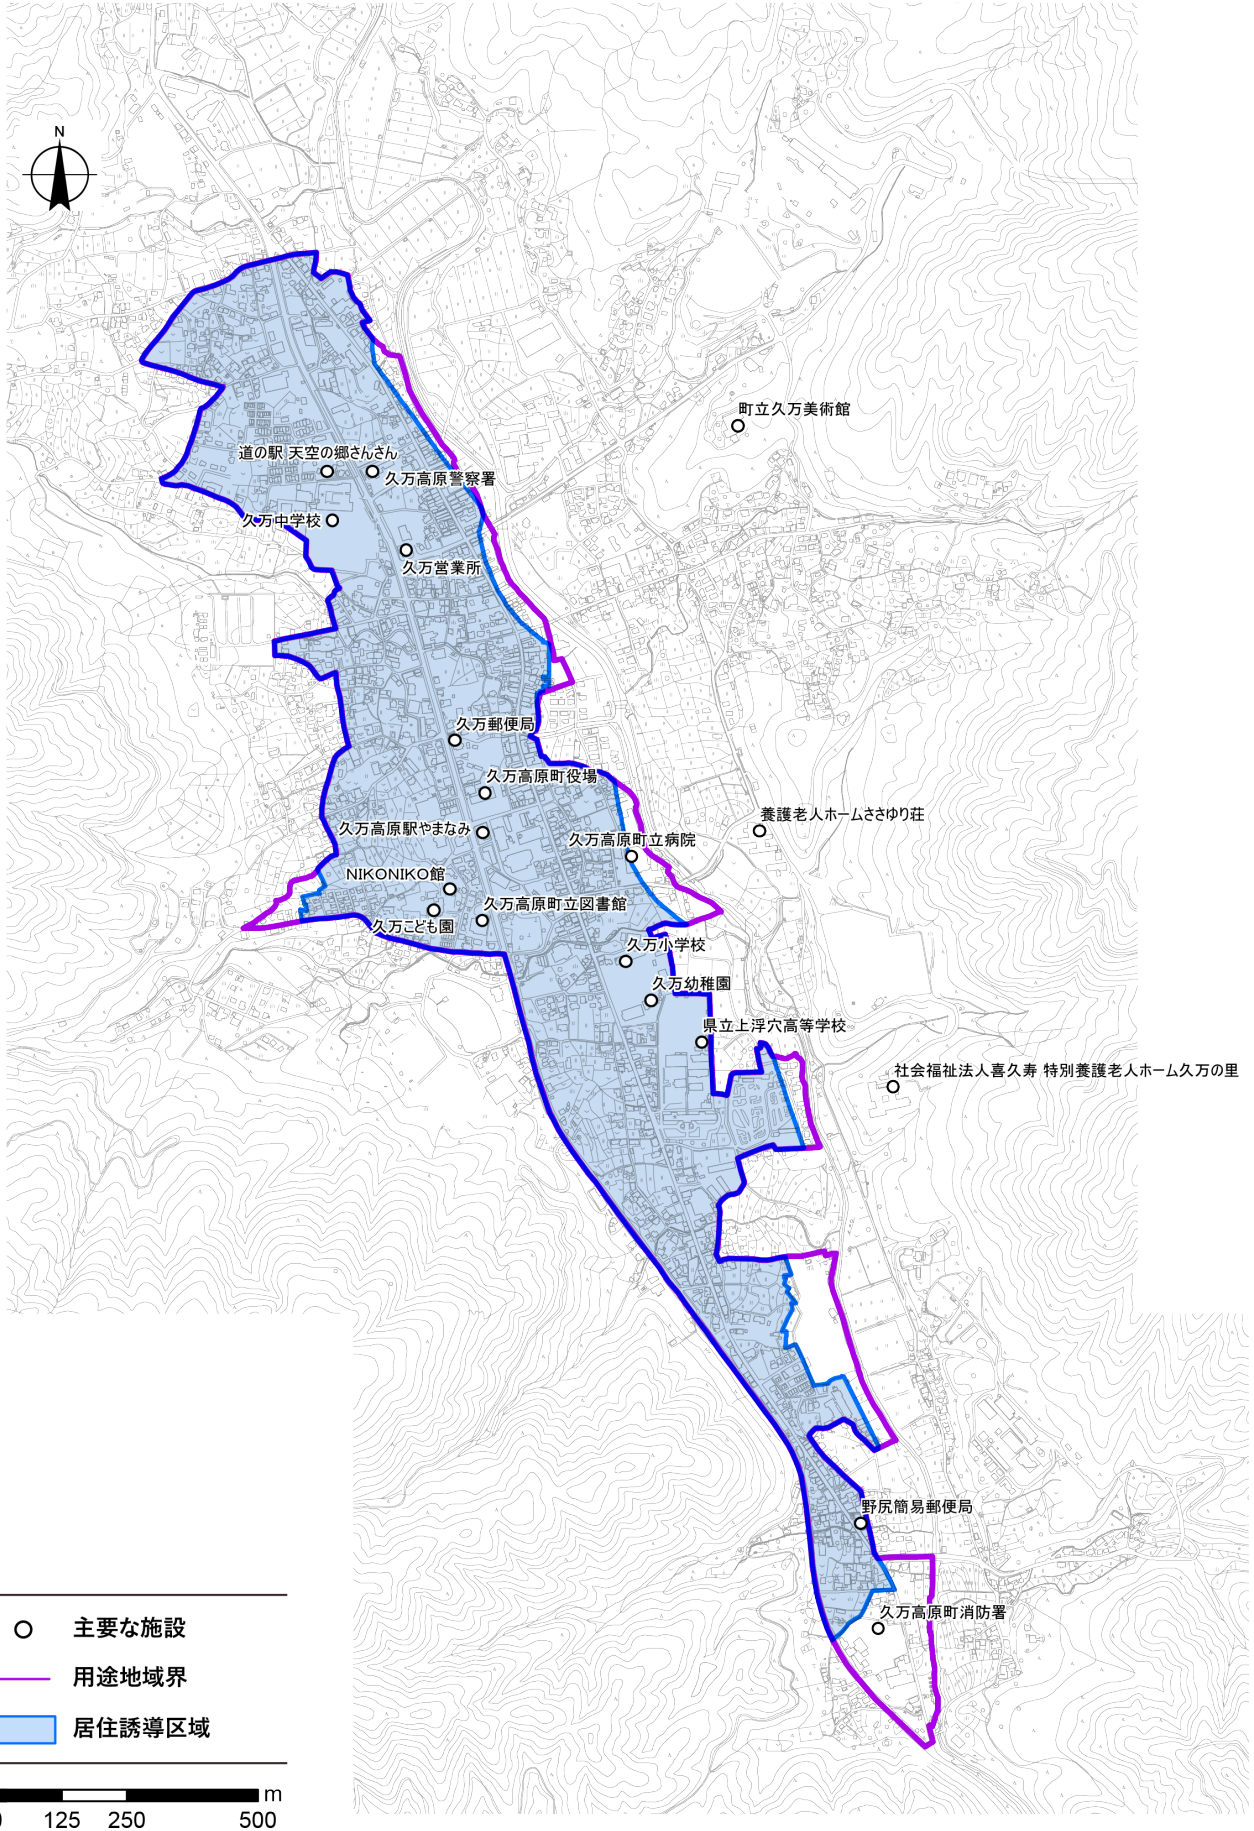 N
町立久万美術館
道の駅 天空の郷さんさん
久万高原警察署
久万中学校
久万営業所
久万郵便局
久万高原町役場
養護老人ホームささゆり荘
久万高原駅やまなみ
久万高原町立病院
NIKONIKO館
久万高原町立図書館
久万こども園
久万小学校
久万幼稚園
県立上浮穴高等学校
社会福祉法人喜久寿 特別養護老人ホーム久万の里
野尻簡易郵便局
久万高原町消防署
主要な施設
用途地域界
居住誘導区域
m
0 125 250 500